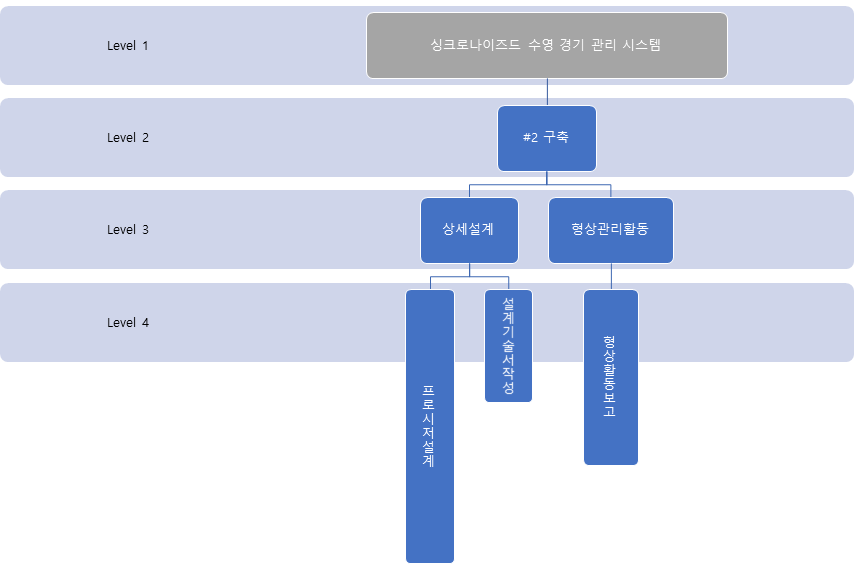 Level 1
싱크로나이즈드 수영 경기 관리 시스템
Level 2
#2 구축
Level 3
상세설계
형상관리활동
Level 4
프로시저설계
설계기술서작성
형상활동보고